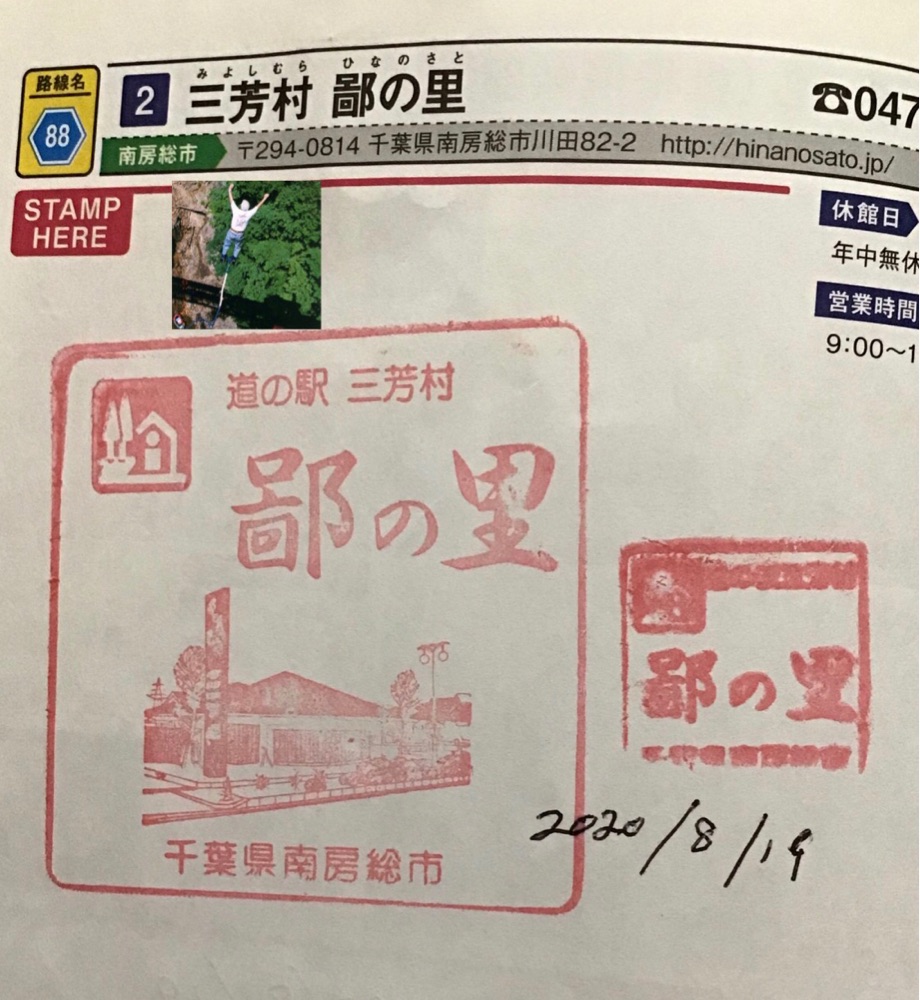 路線名
88
2
みよしむら ひなのさと
三芳村 鄙の里
☎047
南房総市
〒294-0814 千葉県南房総市川田82-2 http://hinanosato.jp/
STAMP
HERE
休館日
年中無休
営業時間
9:00〜1
道の駅 三芳村
鄙の里
千葉県南房総市
鄙の里
2020/8/19